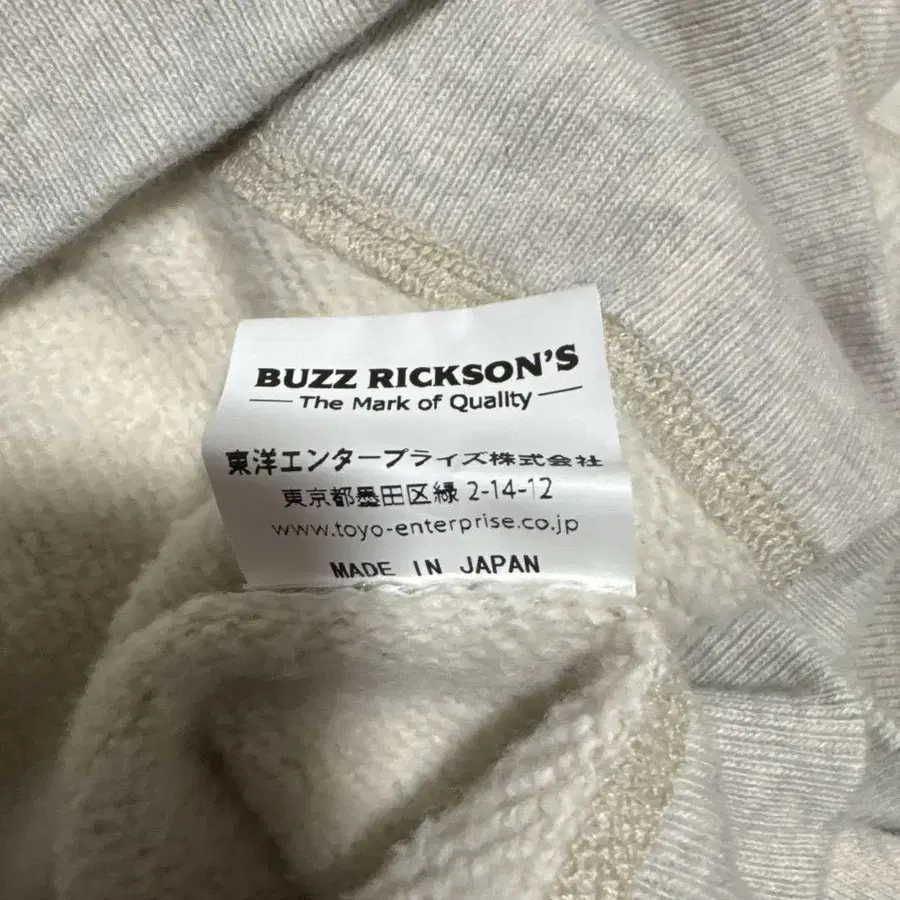 BUZZ RICKSON'S
The Mark of Quality
東洋エンタープライズ株式会社
東京都墨田区緑 2-14-12
www.toyo-enterprise.co.jp
MADE IN JAPAN